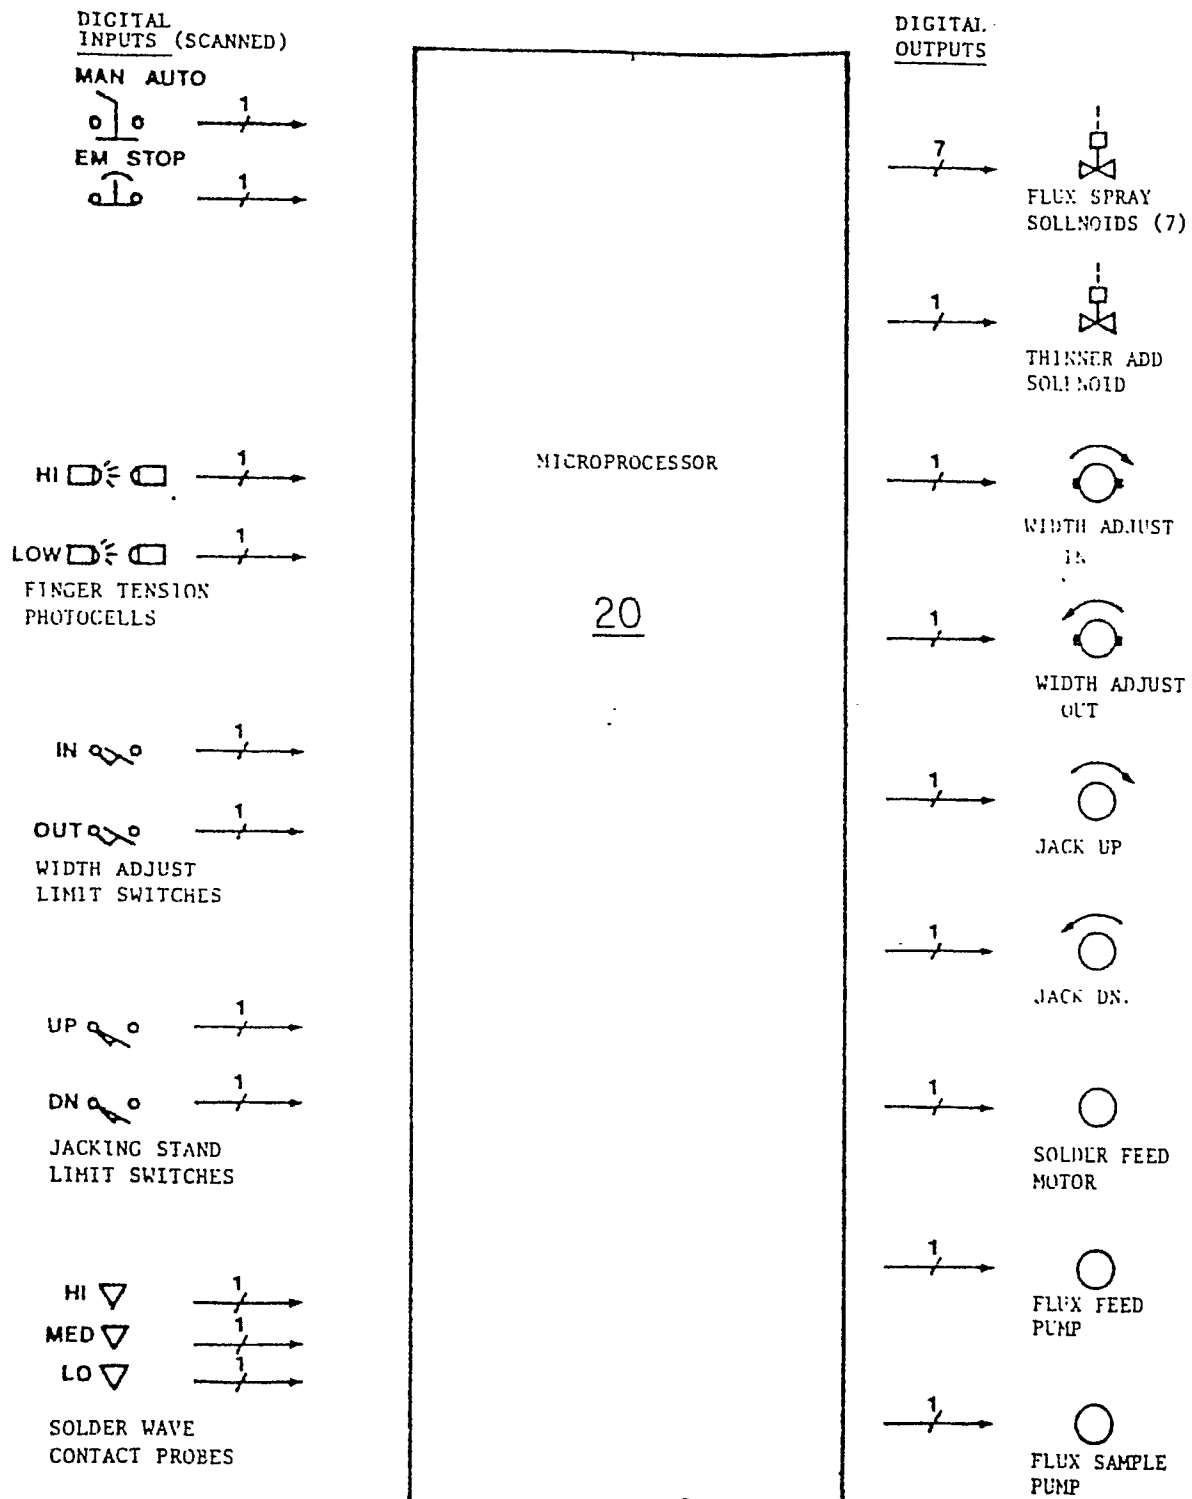 DIGITAL
INPUTS (SCANNED)
MAN AUTO
1
EM STOP
1
HI
1
LOW
1
FINGER TENSION
PHOTOCELLS
IN
1
OUT
1
WIDTH ADJUST
LIMIT SWITCHES
UP
1
DN
1
JACKING STAND
LIMIT SWITCHES
HI
1
MED
1
LO
1
SOLDER WAVE
CONTACT PROBES
MICROPROCESSOR
20
DIGITAL
OUTPUTS
7
FLUX SPRAY
SOLLNOIDS (7)
1
THINNER ADD
SOLENOID
1
WIDTH ADJUST
IN
1
WIDTH ADJUST
OUT
1
JACK UP
1
JACK DN.
1
SOLDER FEED
MOTOR
1
FLUX FEED
PUMP
1
FLUX SAMPLE
PUMP